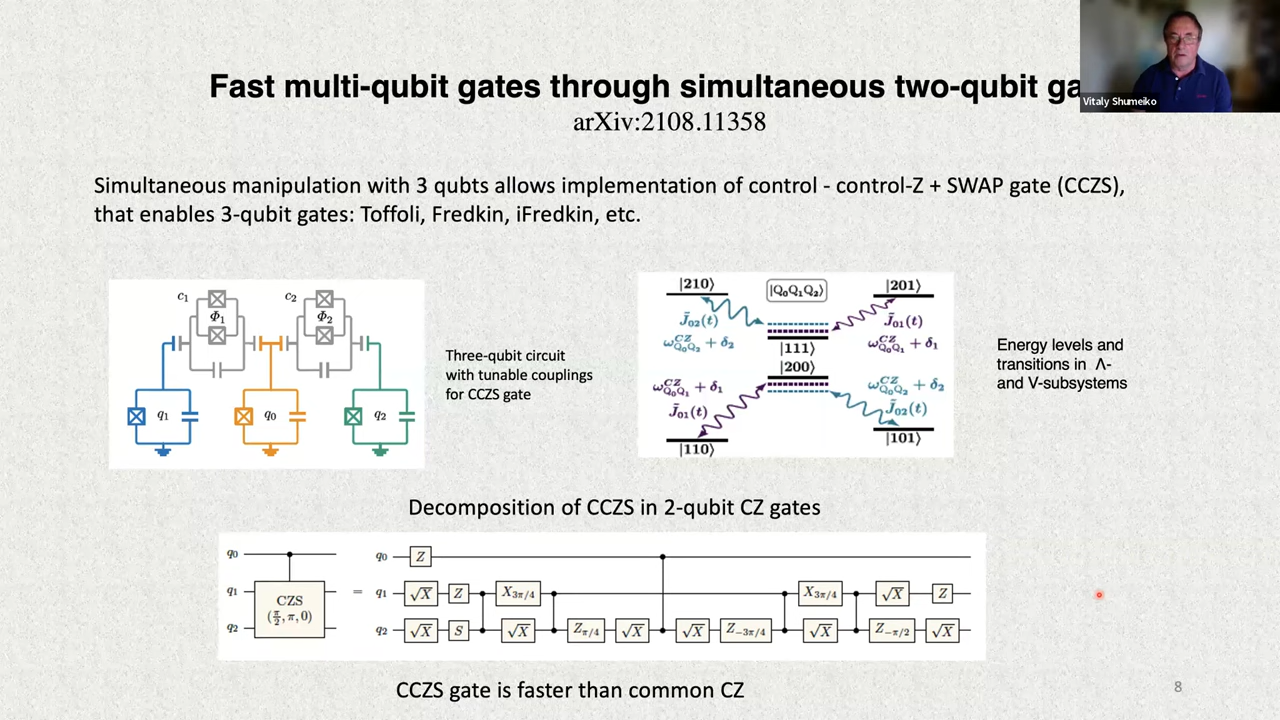 Fast multi-qubit gates through simultaneous two-qubit ga
Vitaly Shumeiko
arXiv:2108.11358
Simultaneous manipulation with 3 qubts allows implementation of control - control-Z + SWAP gate (CCZS),
that enables 3-qubit gates: Toffoli, Fredkin, iFredkin, etc.
c₁ c₂
Φ₁ Φ₂
q₁ q₀ q₂
Three-qubit circuit
with tunable couplings
for CCZS gate
|210⟩ |Q₀Q₁Q₂⟩ |201⟩
J̃₀₂(t) J̃₀₁(t)
ω^CZ_Q₀Q₂ + δ₂ |111⟩ ω^CZ_Q₀Q₁ + δ₁
|200⟩
ω^CZ_Q₀Q₁ + δ₁ ω^CZ_Q₀Q₂ + δ₂
J̃₀₁(t) J̃₀₂(t)
|110⟩ |101⟩
Energy levels and
transitions in Λ-
and V-subsystems
Decomposition of CCZS in 2-qubit CZ gates
q₀
q₁ CZS
q₂ (π/2, π, 0)
=
q₀ Z
q₁ √X Z X₃π/₄ X₃π/₄ √X Z
q₂ √X S √X Zπ/₄ √X √X Z₋₃π/₄ √X Z₋π/₂ √X
CCZS gate is faster than common CZ
8